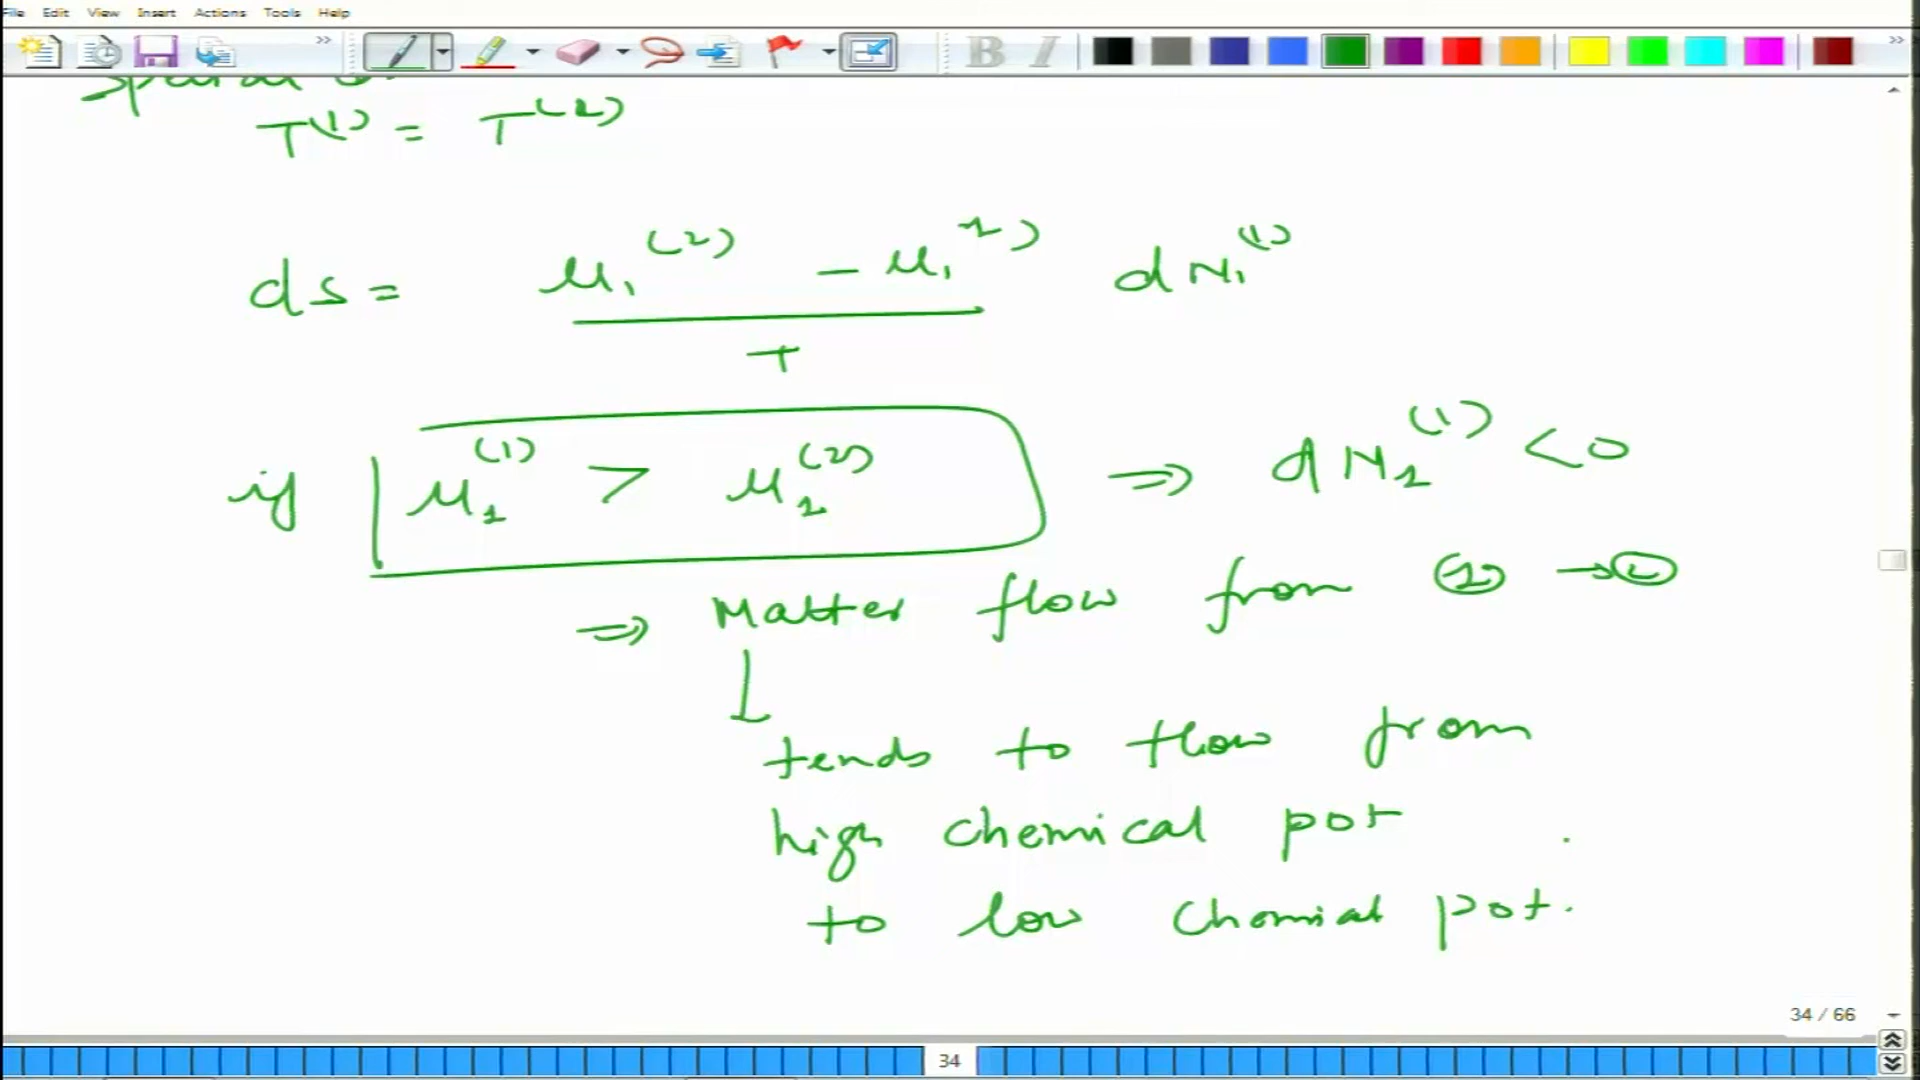 File Edit View Insert Actions Tools Help
B I
T^(1) = T^(2)
ds = μ₁^(2) - μ₁^(1) / T dN₁^(1)
if μ₁^(1) > μ₁^(2) ⇒ dN₁^(1) < 0
⇒ Matter flow from (1) → (2)
tends to flow from
high chemical pot
to low chemical pot.
34 / 66
34